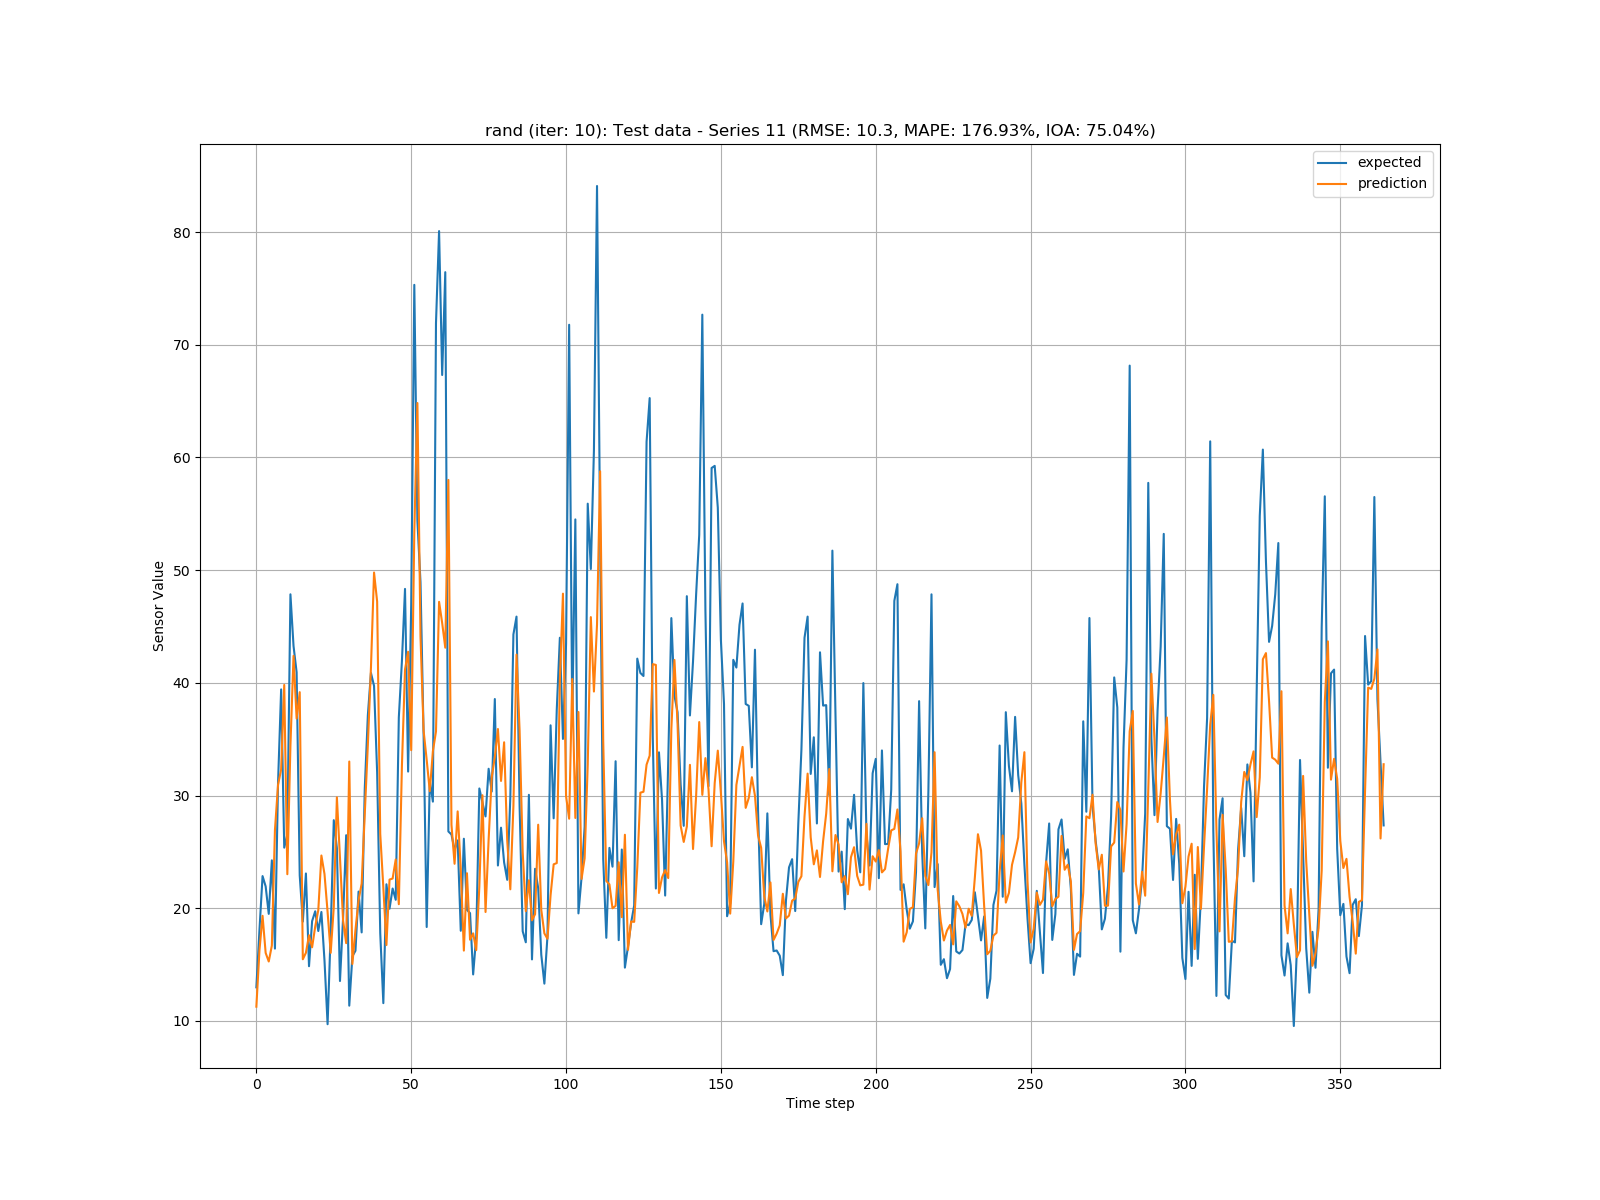 rand (iter: 10): Test data - Series 11 (RMSE: 10.3, MAPE: 176.93%, IOA: 75.04%)
expected
prediction
Sensor Value
80
70
60
50
40
30
20
10
0 50 100 150 200 250 300 350
Time step